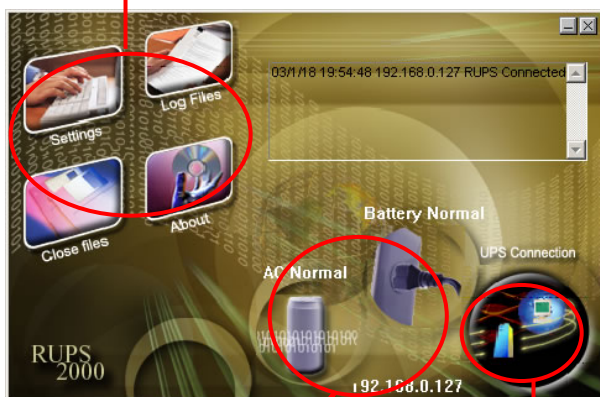 Settings
Log Files
Close files
About
03/1/18 19:54:48 192.168.0.127 RUPS Connected
Battery Normal
UPS Connection
AC Normal
RUPS
2000
192.168.0.127